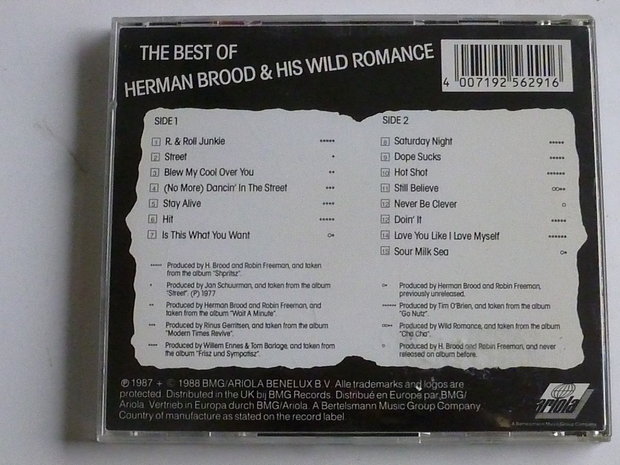 THE BEST OF
HERMAN BROOD & HIS WILD ROMANCE
4 007192 562916
SIDE 1
1 R. & Roll Junkie *****
2 Street *
3 Blew My Cool Over You **
4 (No More) Dancin' In The Street ***
5 Stay Alive ****
6 Hit *****
7 Is This What You Want □*
***** Produced by H. Brood and Robin Freeman, and taken
from the album "Shpritsz".
* Produced by Jan Schuurman, and taken from the album
"Street". (P) 1977
** Produced by Herman Brood and Robin Freeman, and
taken from the album "Wait A Minute".
*** Produced by Rinus Gerritsen, and taken from the album
"Modern Times Revive".
**** Produced by Willem Ennes & Tom Barlage, and taken from
the album "Frisz und Sympatisz".
SIDE 2
8 Saturday Night *****
9 Dope Sucks *****
10 Hot Shot ******
11 Still Believe □□**
12 Never Be Clever □
12 Doin' It *****
14 Love You Like I Love Myself *****
15 Sour Milk Sea □*
□* Produced by Herman Brood and Robin Freeman,
previously unreleased.
****** Produced by Tim O'Brien, and taken from the album
"Go Nutz".
□□** Produced by Wild Romance, and taken from the album
"Cha Cha".
□ Produced by H. Brood and Robin Freeman, and never
released on album before.
℗ 1987 + © 1988 BMG/ARIOLA BENELUX B.V. Alle trademarks and logos are
protected. Distributed in the UK bij BMG Records. Distribué en Europe par BMG/
Ariola. Vertrieb in Europa durch BMG/Ariola. A Bertelsmann Music Group Company
Country of manufacture as stated on the record label.
ariola
A Bertelsmann Music Group Company